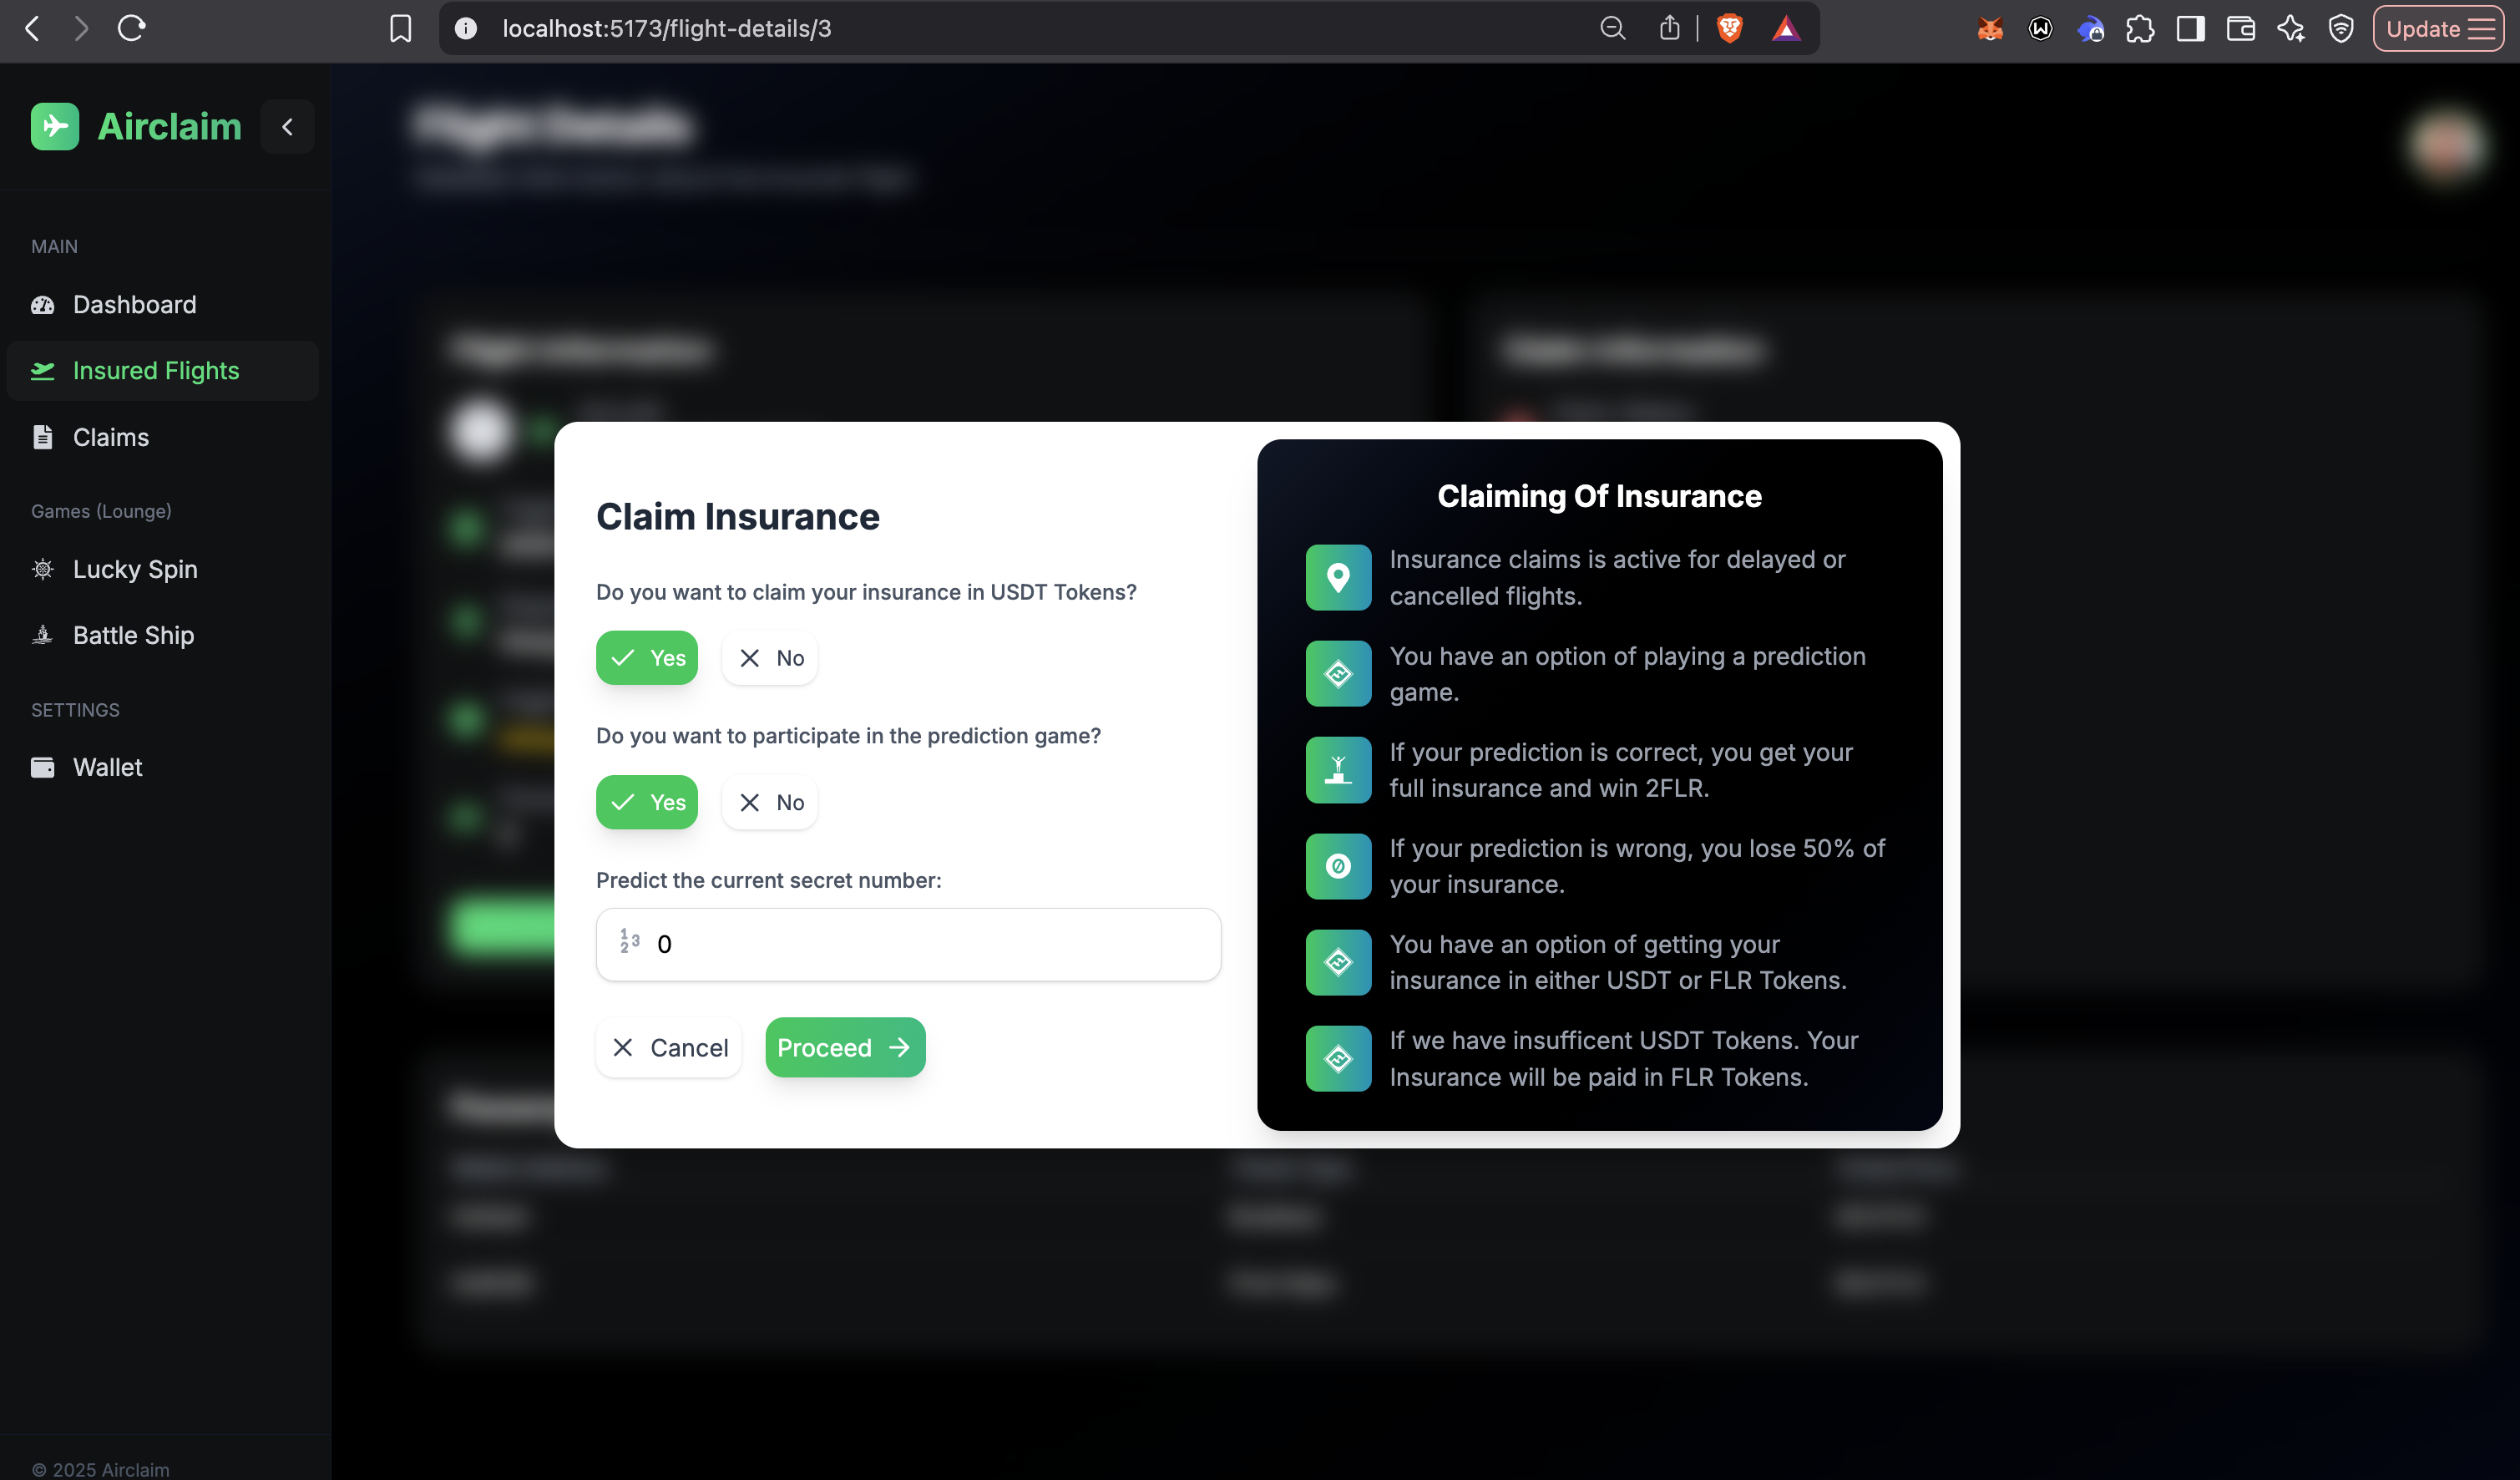 localhost:5173/flight-details/3
Update
Airclaim
MAIN
Dashboard
Insured Flights
Claims
Games (Lounge)
Lucky Spin
Battle Ship
SETTINGS
Wallet
© 2025 Airclaim
Flight Details
Flight Information
Claim Information
Claim Insurance
Do you want to claim your insurance in USDT Tokens?
Yes No
Do you want to participate in the prediction game?
Yes No
Predict the current secret number:
0
Cancel Proceed
Claiming Of Insurance
Insurance claims is active for delayed or
cancelled flights.
You have an option of playing a prediction
game.
If your prediction is correct, you get your
full insurance and win 2FLR.
If your prediction is wrong, you lose 50% of
your insurance.
You have an option of getting your
insurance in either USDT or FLR Tokens.
If we have insufficent USDT Tokens. Your
Insurance will be paid in FLR Tokens.